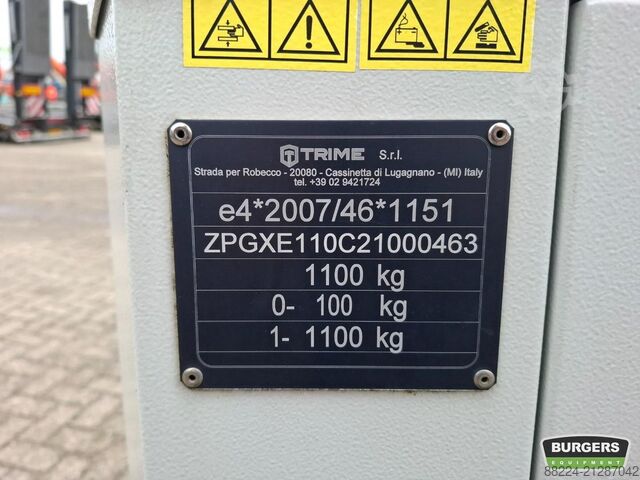 TRIME S.r.l.
Strada per Robecco - 20080 - Cassinetta di Lugagnano - (MI) Italy
tel. +39 02 9421724
e4*2007/46*1151
ZPGXE110C21000463
1100 kg
0- 100 kg
1- 1100 kg
BURGERS
EQUIPMENT
88224-21287042